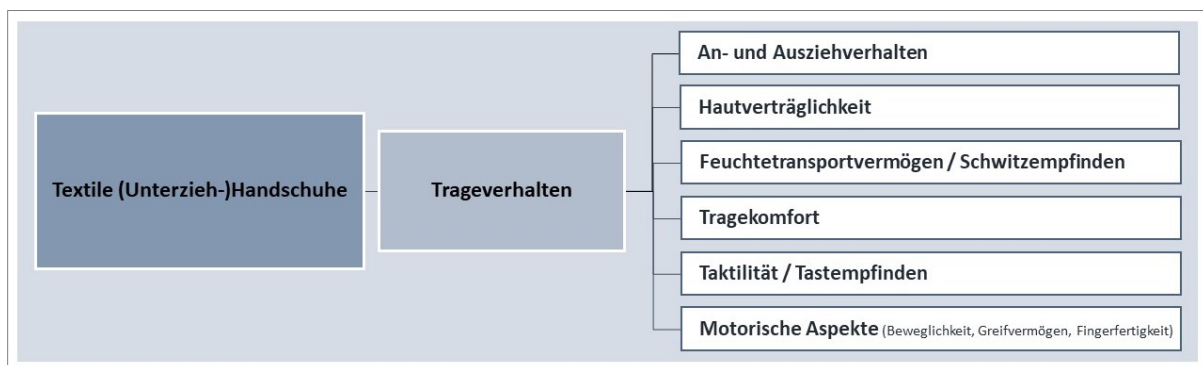 Textile (Unterzieh-)Handschuhe
Trageverhalten
An- und Ausziehverhalten
Hautverträglichkeit
Feuchtetransportvermögen / Schwitzempfinden
Tragekomfort
Taktilität / Tastempfinden
Motorische Aspekte (Beweglichkeit, Greifvermögen, Fingerfertigkeit)